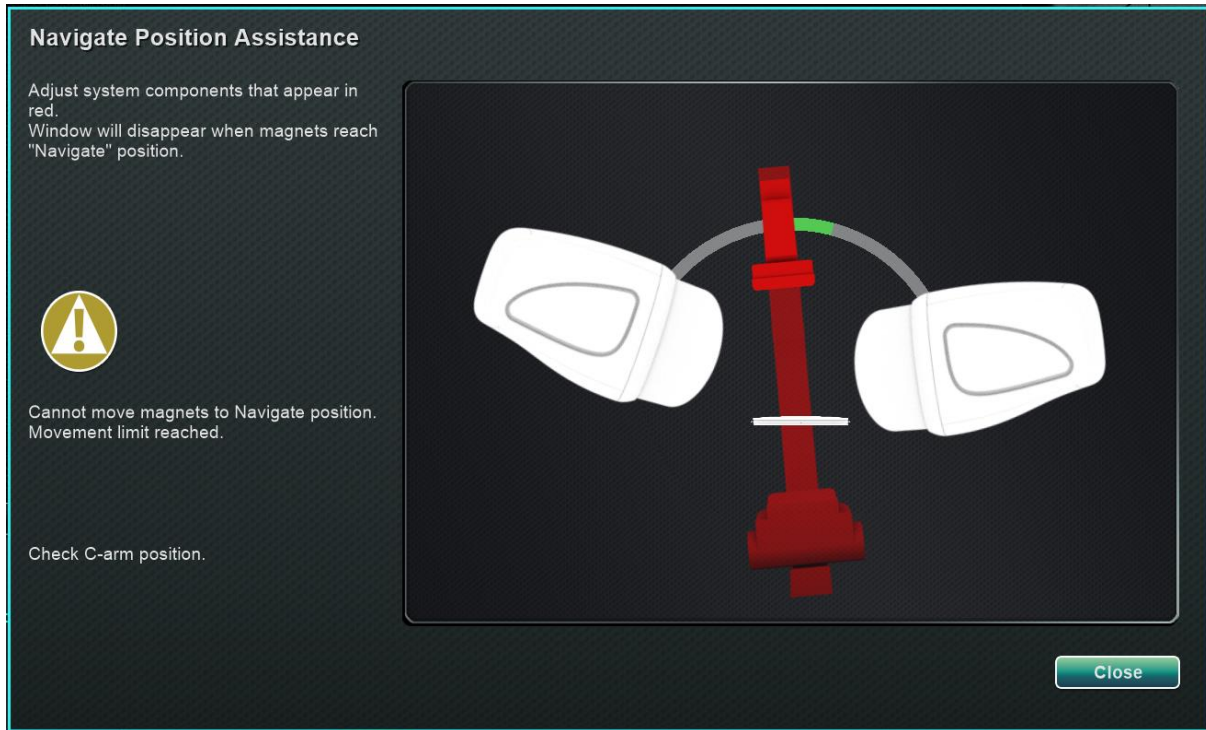 Navigate Position Assistance
Adjust system components that appear in
red.
Window will disappear when magnets reach
"Navigate" position.
Cannot move magnets to Navigate position.
Movement limit reached.
Check C-arm position.
Close